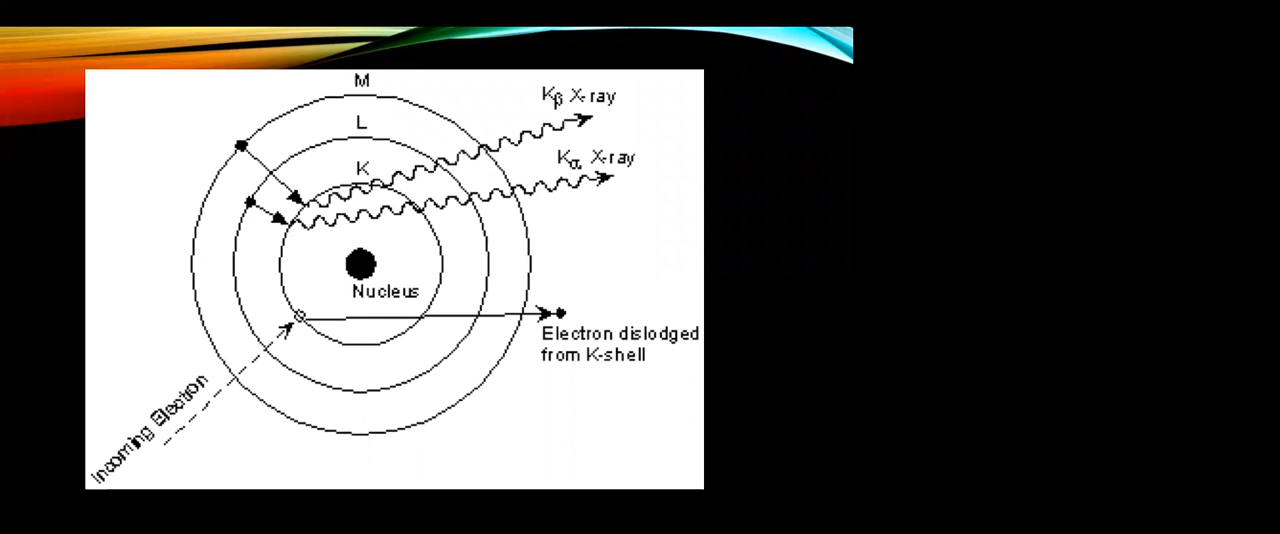 M
Kβ X-ray
L
Kα X-ray
K
Nucleus
Electron dislodged
from K-shell
Incoming Electron